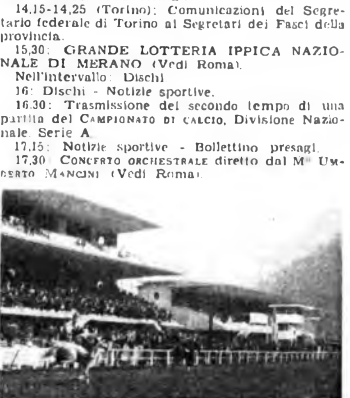 14,15-14,25 (Torino): Comunicazioni del Segre-
tario federale di Torino ai Segretari dei Fasci della
provincia.
15,30: GRANDE LOTTERIA IPPICA NAZIO-
NALE DI MERANO (Vedi Roma).
Nell'intervallo: Dischi
16: Dischi - Notizie sportive.
16,30: Trasmissione del secondo tempo di una
partita del CAMPIONATO DI CALCIO, Divisione Nazio-
nale. Serie A.
17,15: Notizie sportive - Bollettino presagi.
17,30: CONCERTO ORCHESTRALE diretto dal M° UM-
BERTO MANCINI (Vedi Roma).